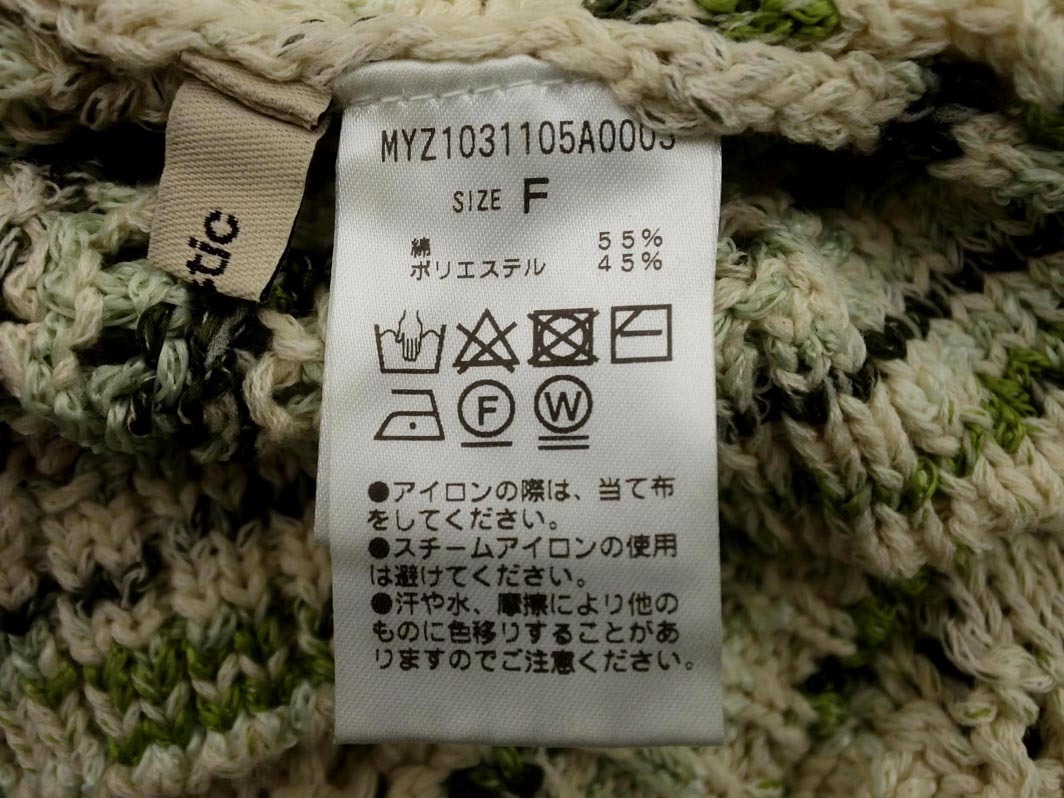 MYZ1031105A0003
SIZE F
綿 55%
ポリエステル 45%
F
W
●アイロンの際は、当て布
をしてください。
●スチームアイロンの使用
は避けてください。
●汗や水、摩擦により他の
ものに色移りすることがあ
りますのでご注意ください。
tic